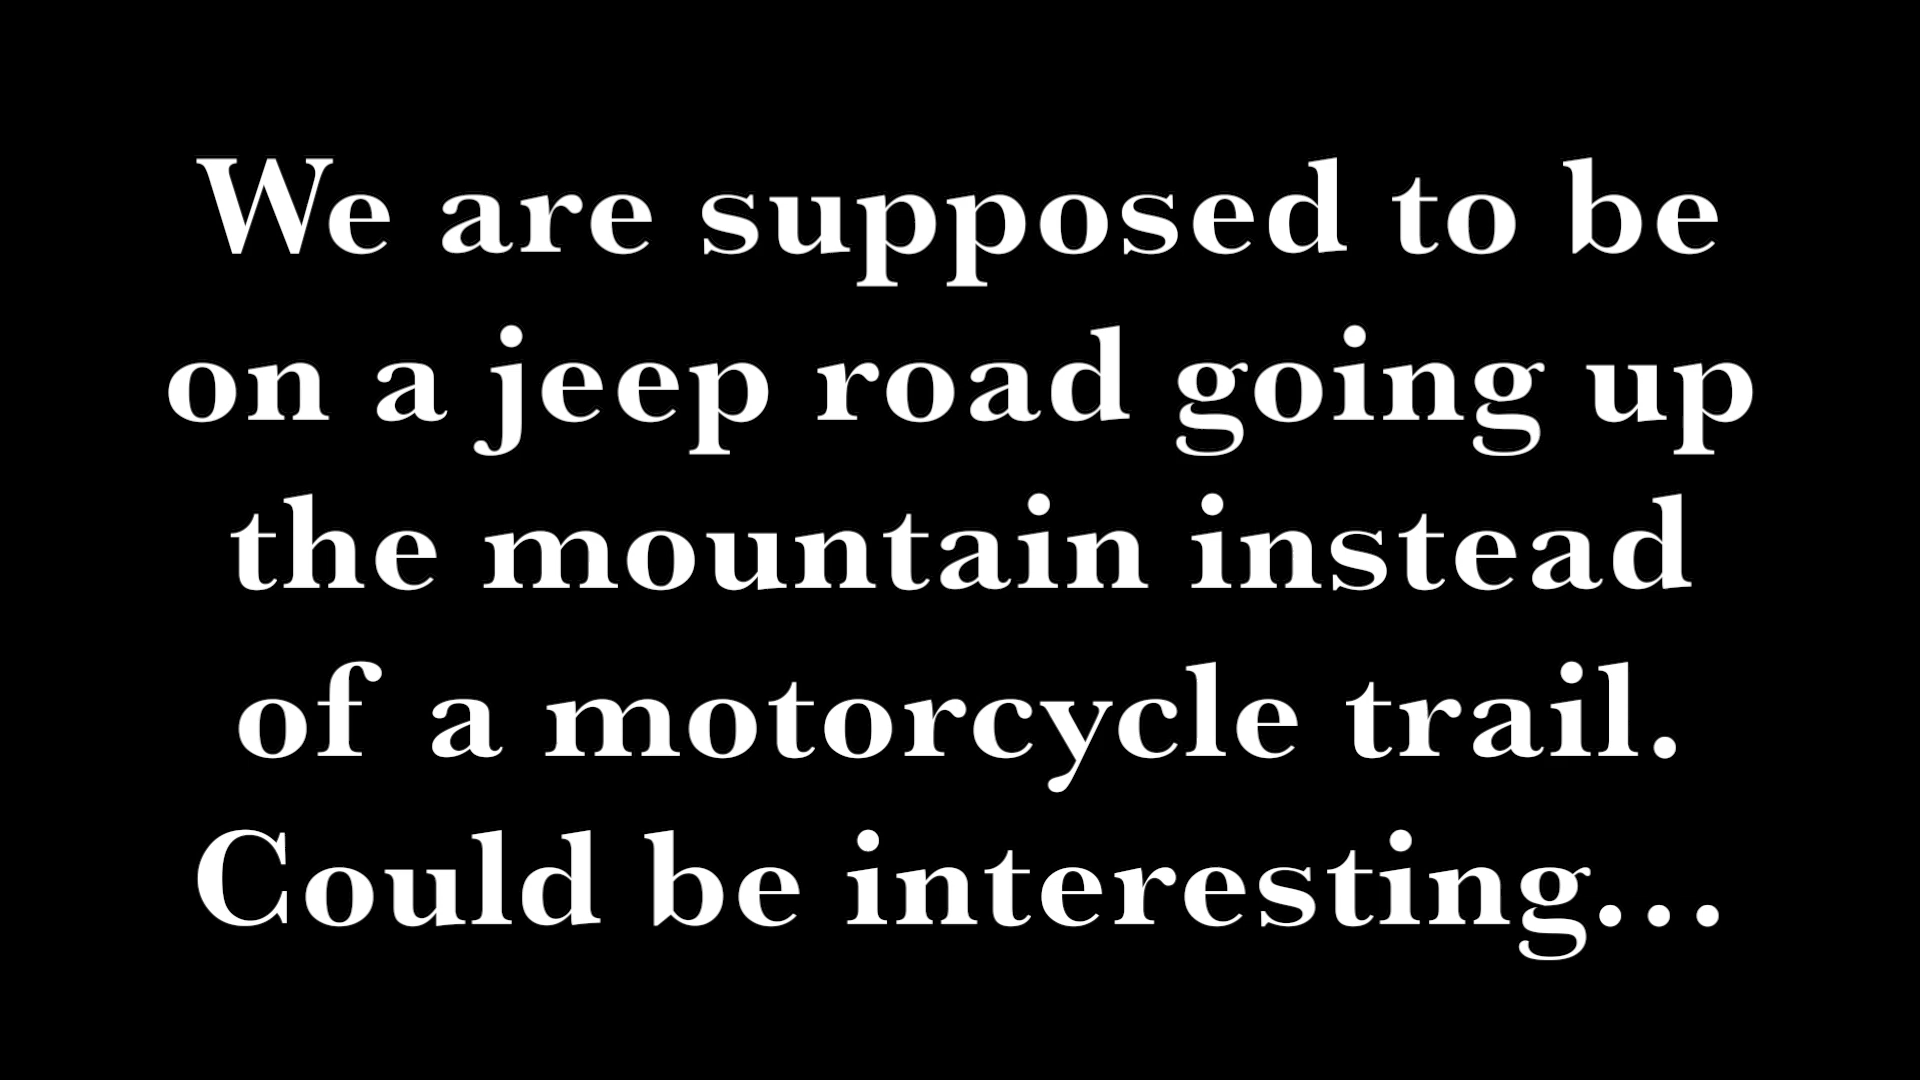 We are supposed to be
on a jeep road going up
the mountain instead
of a motorcycle trail.
Could be interesting...